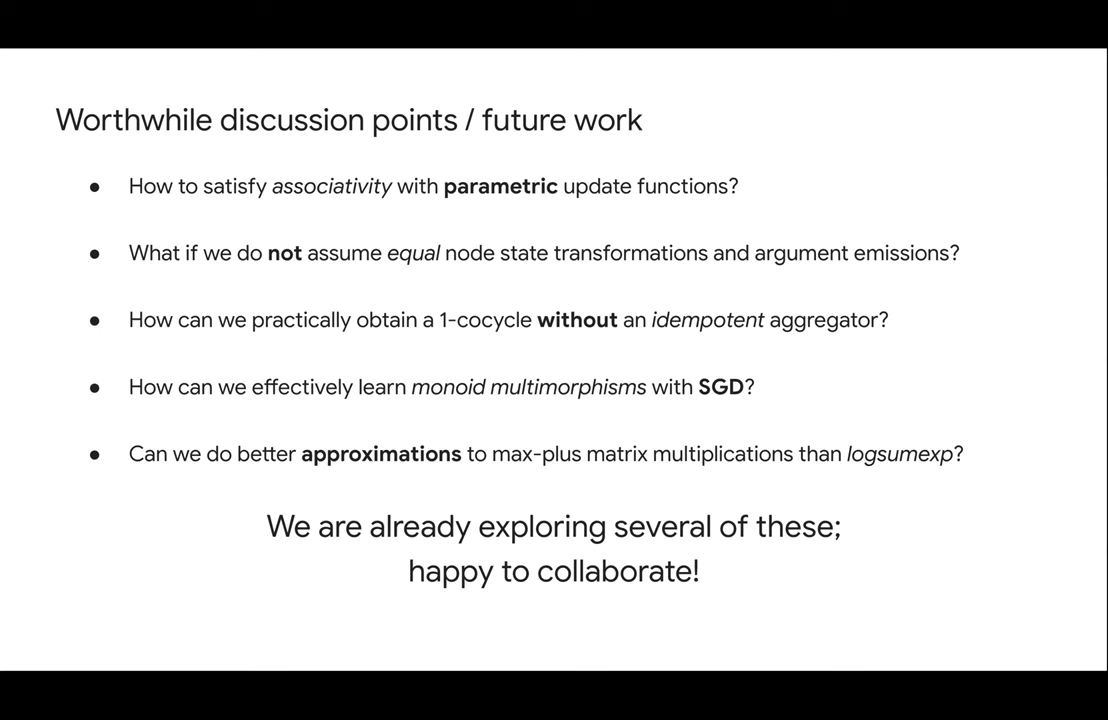 Worthwhile discussion points / future work
● How to satisfy associativity with parametric update functions?
● What if we do not assume equal node state transformations and argument emissions?
● How can we practically obtain a 1-cocycle without an idempotent aggregator?
● How can we effectively learn monoid multimorphisms with SGD?
● Can we do better approximations to max-plus matrix multiplications than logsumexp?
We are already exploring several of these;
happy to collaborate!